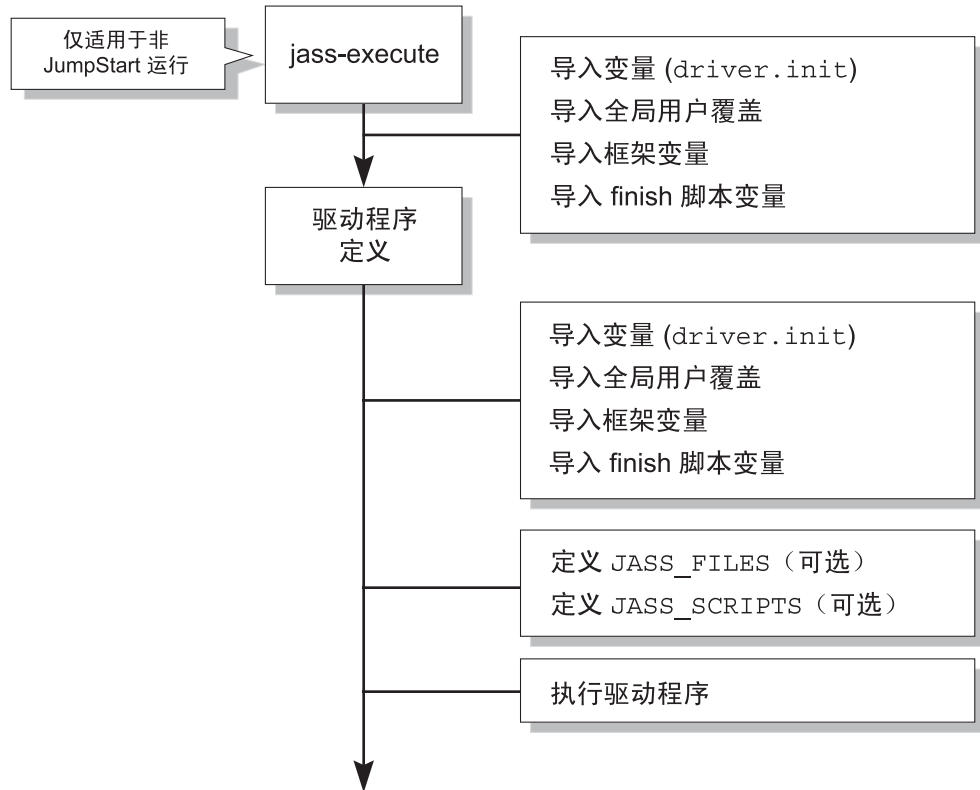 仅适用于非
JumpStart 运行
jass-execute
导入变量 (driver.init)
导入全局用户覆盖
导入框架变量
导入 finish 脚本变量
驱动程序
定义
导入变量 (driver.init)
导入全局用户覆盖
导入框架变量
导入 finish 脚本变量
定义 JASS_FILES（可选）
定义 JASS_SCRIPTS（可选）
执行驱动程序